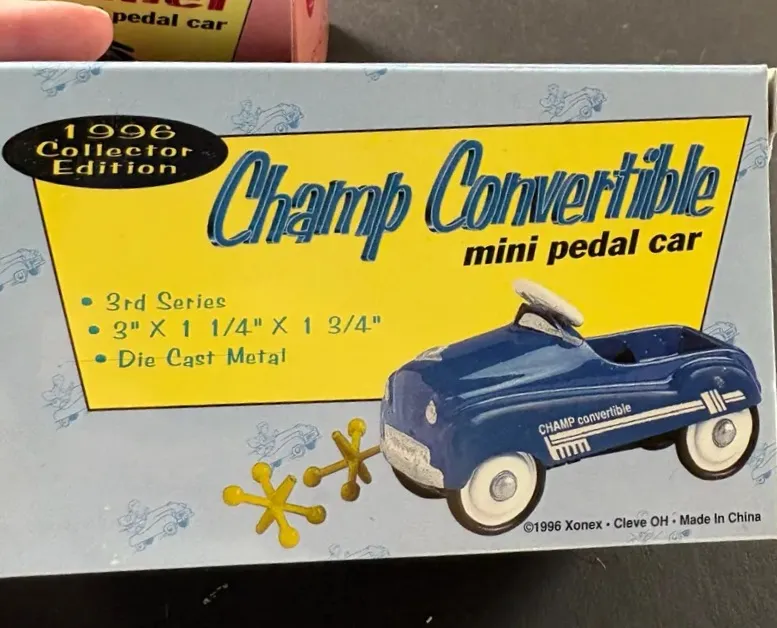 pedal car
1996
Collector
Edition
Champ Convertible
mini pedal car
• 3rd Series
• 3" X 1 1/4" X 1 3/4"
• Die Cast Metal
CHAMP convertible
©1996 Xonex • Cleve OH • Made In China